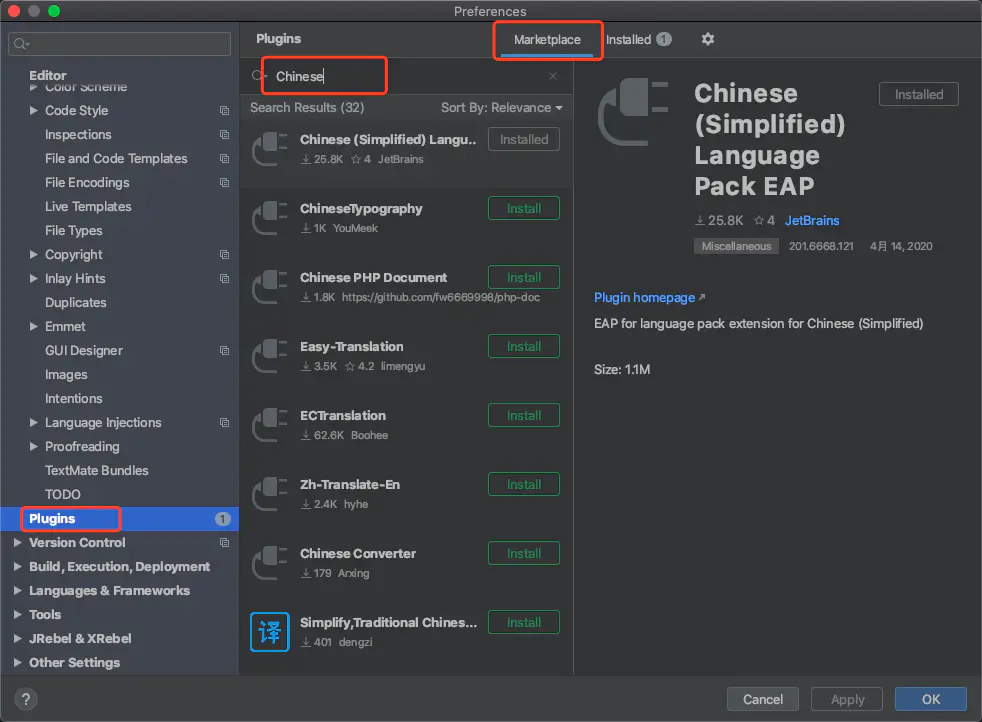 Preferences
Editor
Color Scheme
Code Style
Inspections
File and Code Templates
File Encodings
Live Templates
File Types
Copyright
Inlay Hints
Duplicates
Emmet
GUI Designer
Images
Intentions
Language Injections
Proofreading
TextMate Bundles
TODO
Plugins 1
Version Control
Build, Execution, Deployment
Languages & Frameworks
Tools
JRebel & XRebel
Other Settings
Plugins
Marketplace
Installed 1
Chinese
Search Results (32) Sort By: Relevance
Chinese (Simplified) Langu.. Installed
25.8K 4 JetBrains
ChineseTypography Install
1K YouMeek
Chinese PHP Document Install
1.8K https://github.com/fw6669998/php-doc
Easy-Translation Install
3.5K 4.2 limengyu
ECTranslation Install
62.6K Boohee
Zh-Translate-En Install
2.4K hyhe
Chinese Converter Install
179 Arxing
译
Simplify,Traditional Chines... Install
401 dengzi
Chinese
(Simplified)
Language
Pack EAP
Installed
25.8K 4 JetBrains
Miscellaneous 201.6668.121 4月 14, 2020
Plugin homepage
EAP for language pack extension for Chinese (Simplified)
Size: 1.1M
? Cancel Apply OK